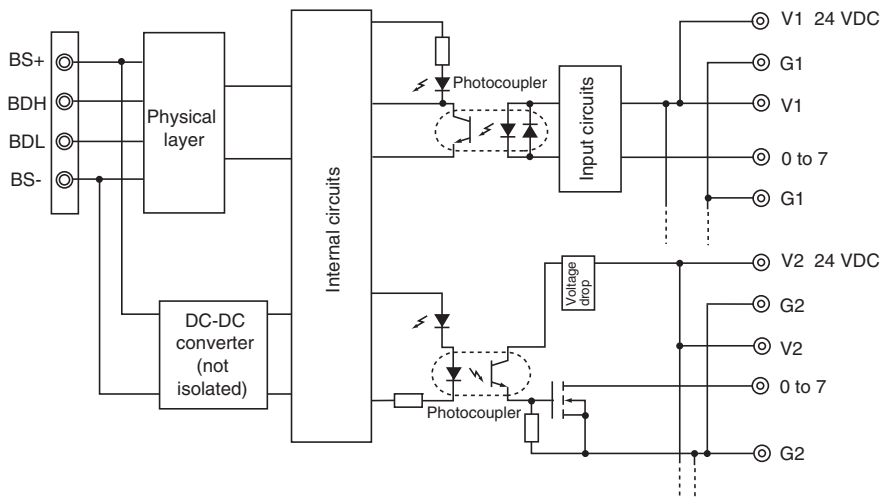 BS+
BDH
BDL
BS-
Physical
layer
DC-DC
converter
(not
isolated)
Internal circuits
Photocoupler
Input circuits
V1 24 VDC
G1
V1
0 to 7
G1
Voltage
drop
Photocoupler
V2 24 VDC
G2
V2
0 to 7
G2